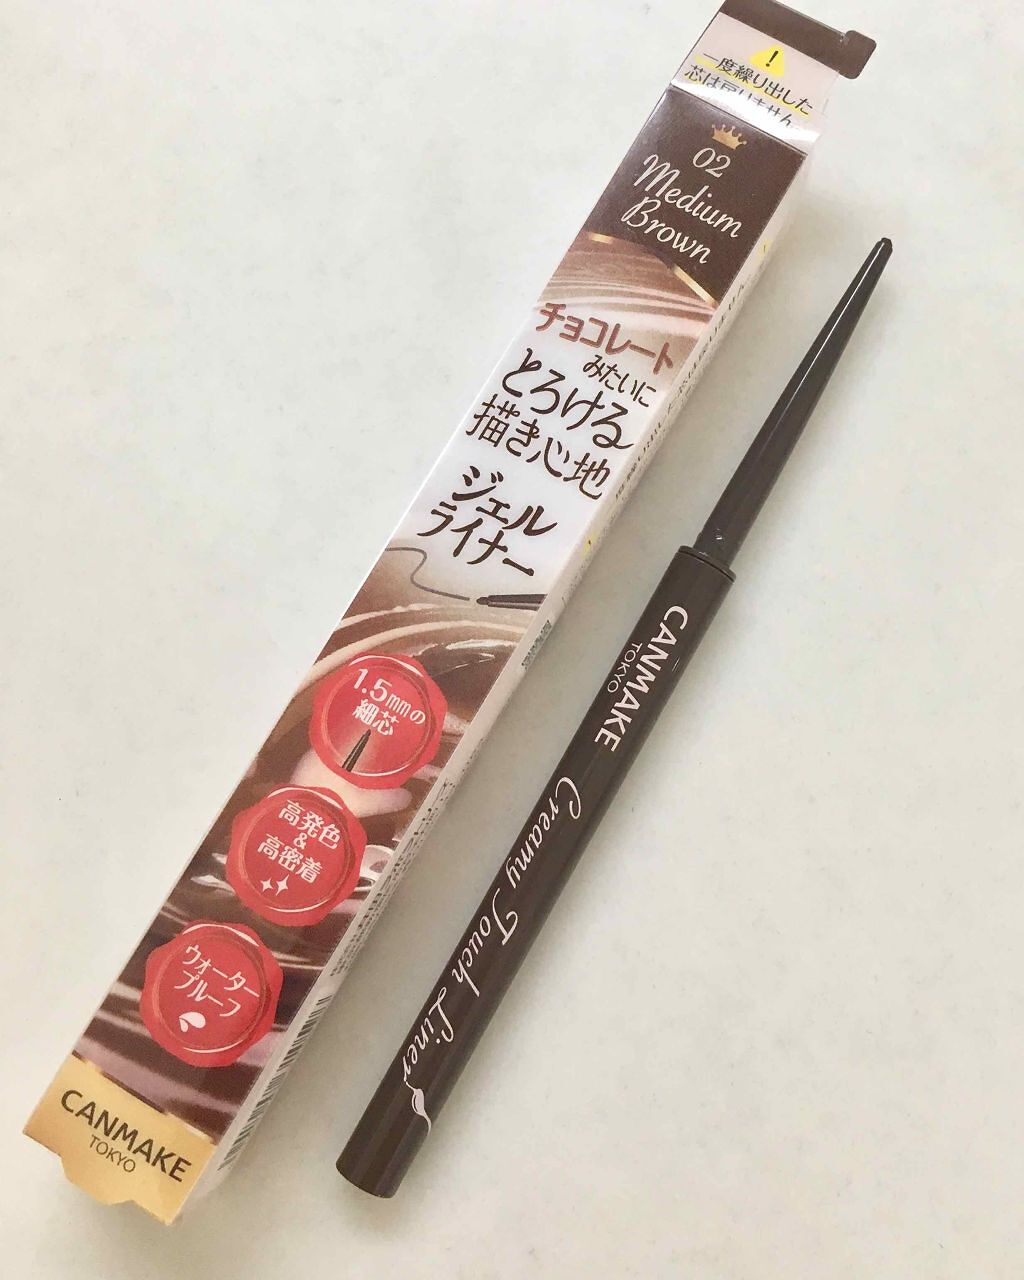 !
一度繰り出した
芯は戻りません。
02
Medium
Brown
チョコレート
みたいに
とろける
描き心地
ジェル
ライナー
1.5mmの
細芯
高発色
&
高密着
ウォーター
プルーフ
CANMAKE
TOKYO
CANMAKE
TOKYO
Creamy Touch Liner